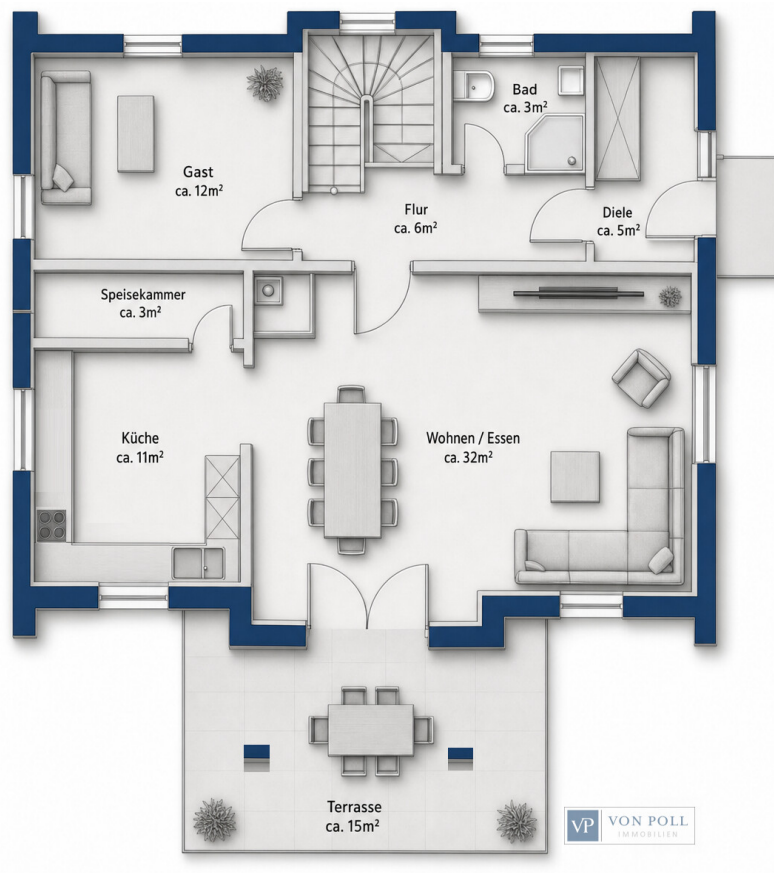 Bad
ca. 3m²
Gast
ca. 12m²
Flur
ca. 6m²
Diele
ca. 5m²
Speisekammer
ca. 3m²
Küche
ca. 11m²
Wohnen / Essen
ca. 32m²
Terrasse
ca. 15m²
VP VON POLL
IMMOBILIEN